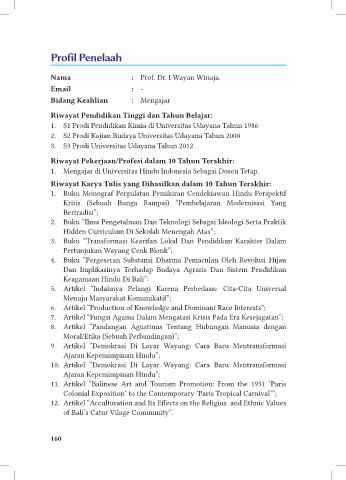 Profil Penelaah
Nama : Prof. Dr. I Wayan Winaja.
Email : -
Bidang Keahlian : Mengajar
Riwayat Pendidikan Tinggi dan Tahun Belajar:
1. S1 Prodi Pendidikan Kimia di Universitas Udayana Tahun 1986
2. S2 Prodi Kajian Budaya Universitas Udayana Tahun 2000
3. S3 Prodi Universitas Udayana Tahun 2012
Riwayat Pekerjaan/Profesi dalam 10 Tahun Terakhir:
1. Mengajar di Universitas Hindu Indonesia Sebagai Dosen Tetap.
Riwayat Karya Tulis yang Dihasilkan dalam 10 Tahun Terakhir:
1. Buku Monograf Pergulatan Pemikiran Cendekiawan Hindu Perspektif
Kritis (Sebuah Bunga Rampai) "Pembelajaran Modernisasi Yang
Bertradisi";
2. Buku "Ilmu Pengetahuan Dan Teknologi Sebagai Ideologi Serta Praktik
Hidden Curriculum Di Sekolah Menengah Atas";
3. Buku "Transformasi Kearifan Lokal Dan Pendidikan Karakter Dalam
Pertunjukan Wayang Cenk Blonk";
4. Buku "Pergeseran Substansi Dharma Pemaculan Oleh Revolusi Hijau
Dan Implikasinya Terhadap Budaya Agraris Dan Sistem Pendidikan
Keagamaan Hindu Di Bali":
5. Artikel "Indahnya Pelangi Karena Perbedaan: Cita-Cita Universal
Menuju Masyarakat Komunikatif";
6. Artikel "Production of Knowledge and Dominant Race Interests";
7. Artikel "Fungsi Agama Dalam Mengatasi Krisis Pada Era Kesejagatan";
8. Artikel "Pandangan Agustinus Tentang Hubungan Manusia dengan
Moral/Etika (Sebuah Perbandingan)";
9. Artikel "Demokrasi Di Layar Wayang: Cara Baru Mentransformasi
Ajaran Kepemimpinan Hindu";
10. Artikel "Demokrasi Di Layar Wayang: Cara Baru Mentransformasi
Ajaran Kepemimpinan Hindu";
11. Artikel "Balinese Art and Tourism Promotion: From the 1931 'Paris
Colonial Exposition' to the Contemporary 'Paris Tropical Carnival'";
12. Artikel "Acculturation and Its Effects on the Religius and Ethnic Values
of Bali's Catur Vilage Community".
160